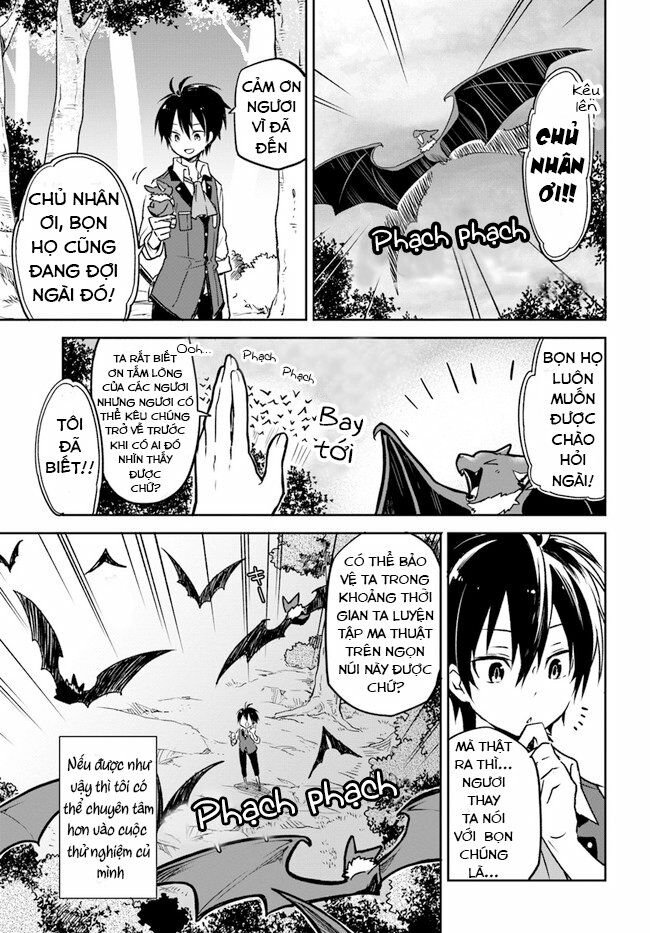 Kêu
lên
CHỦ
NHÂN
ƠI!!
Phạch phạch
CẢM ƠN
NGƯƠI
VÌ ĐÃ
ĐẾN
CHỦ NHÂN
ƠI, BỌN
HỌ CŨNG
ĐANG ĐỢI
NGÀI ĐÓ!
BỌN HỌ
LUÔN
MUỐN
ĐƯỢC
CHÀO
HỎI
NGÀI!
Bay
tới
Phạch
Phạch
Ooh...
TA RẤT BIẾT
ƠN TẤM LÒNG
CỦA CÁC NGƯƠI
NHƯNG NGƯƠI CÓ
THỂ KÊU CHÚNG
TRỞ VỀ TRƯỚC
KHI CÓ AI ĐÓ
NHÌN THẤY
ĐƯỢC
CHỨ?
TÔI
ĐÃ
BIẾT!!
MÀ THẬT
RA THÌ...
NGƯƠI
THAY
TA NÓI
VỚI BỌN
CHÚNG
LÀ...
CÓ THỂ BẢO
VỆ TA TRONG
KHOẢNG THỜI
GIAN TA LUYỆN
TẬP MA THUẬT
TRÊN NGỌN
NÚI NÀY ĐƯỢC
CHỨ?
キー
Phạch phạch
Nếu được như
vậy thì tôi có
thể chuyên tâm
hơn vào cuộc
thử nghiệm củ
mình